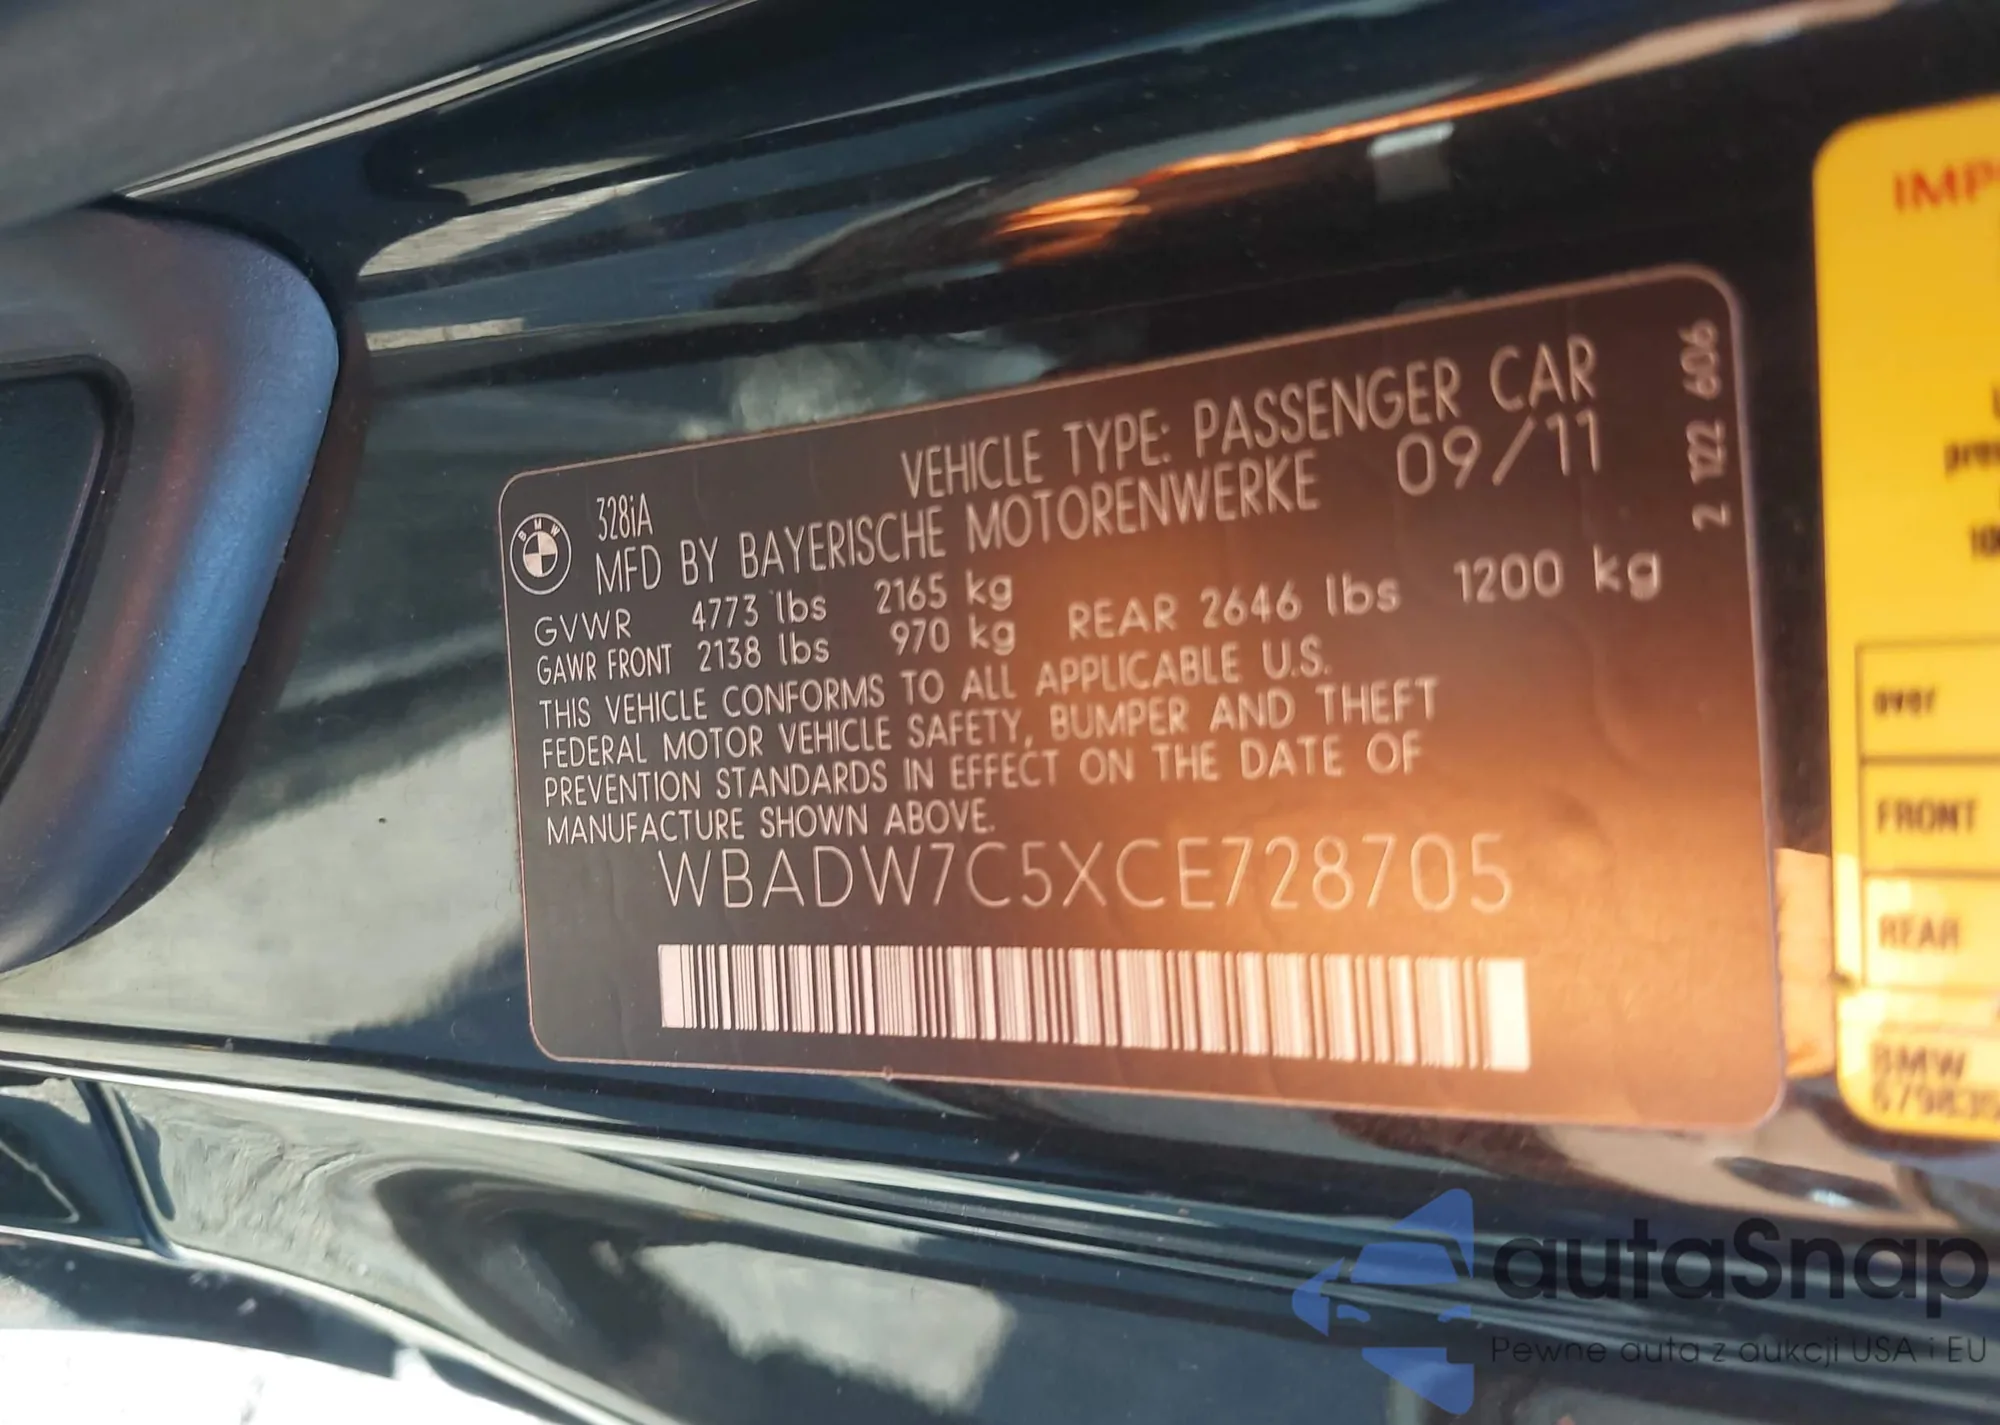 VEHICLE TYPE: PASSENGER CAR
328iA
MFD BY BAYERISCHE MOTORENWERKE 09/11
GVWR 4773 lbs 2165 kg
GAWR FRONT 2138 lbs 970 kg REAR 2646 lbs 1200 kg
THIS VEHICLE CONFORMS TO ALL APPLICABLE U.S.
FEDERAL MOTOR VEHICLE SAFETY, BUMPER AND THEFT
PREVENTION STANDARDS IN EFFECT ON THE DATE OF
MANUFACTURE SHOWN ABOVE.
WBADW7C5XCE728705
2 122 606
BMW
IMP
over
FRONT
REAR
BMW
autaSnap
Pewne auta z aukcji USA i EU